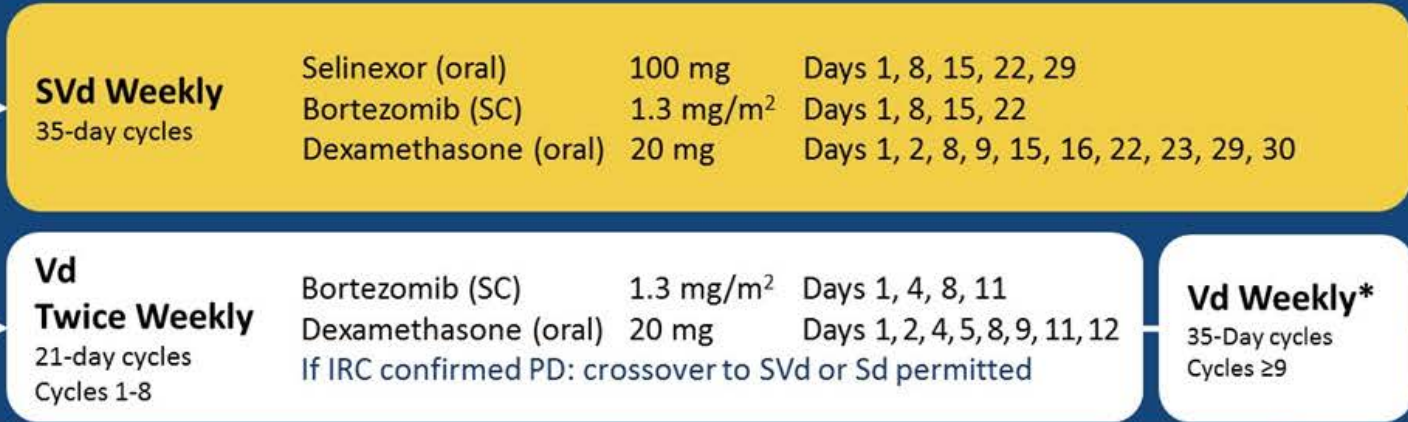 SVd Weekly
35-day cycles
Selinexor (oral) 100 mg Days 1, 8, 15, 22, 29
Bortezomib (SC) 1.3 mg/m² Days 1, 8, 15, 22
Dexamethasone (oral) 20 mg Days 1, 2, 8, 9, 15, 16, 22, 23, 29, 30
Vd
Twice Weekly
21-day cycles
Cycles 1-8
Bortezomib (SC) 1.3 mg/m² Days 1, 4, 8, 11
Dexamethasone (oral) 20 mg Days 1, 2, 4, 5, 8, 9, 11, 12
If IRC confirmed PD: crossover to SVd or Sd permitted
Vd Weekly*
35-Day cycles
Cycles ≥9